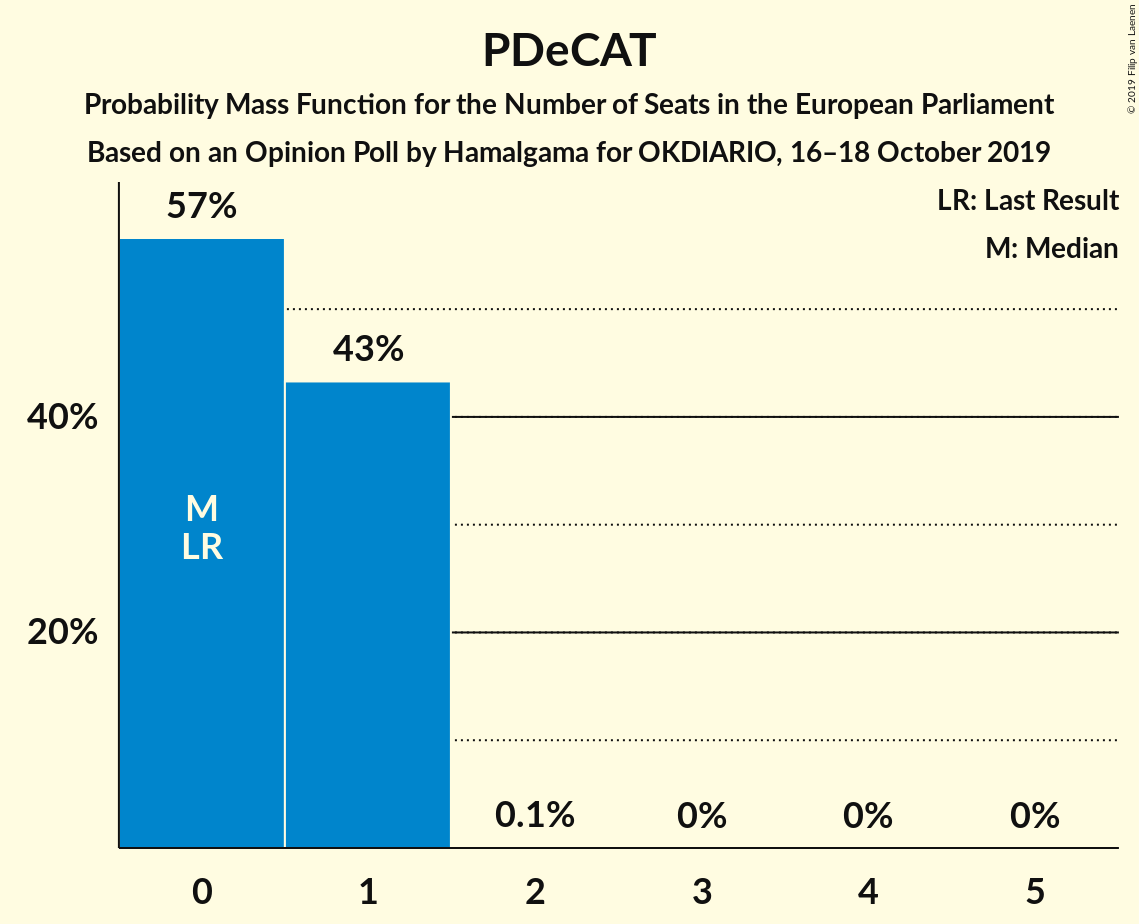 PDeCAT
Probability Mass Function for the Number of Seats in the European Parliament
Based on an Opinion Poll by Hamalgama for OKDIARIO, 16–18 October 2019
© 2019 Filip van Laenen
LR: Last Result
M: Median
57%
43%
40%
M
LR
20%
0.1%
0%
0%
0%
0
1
2
3
4
5